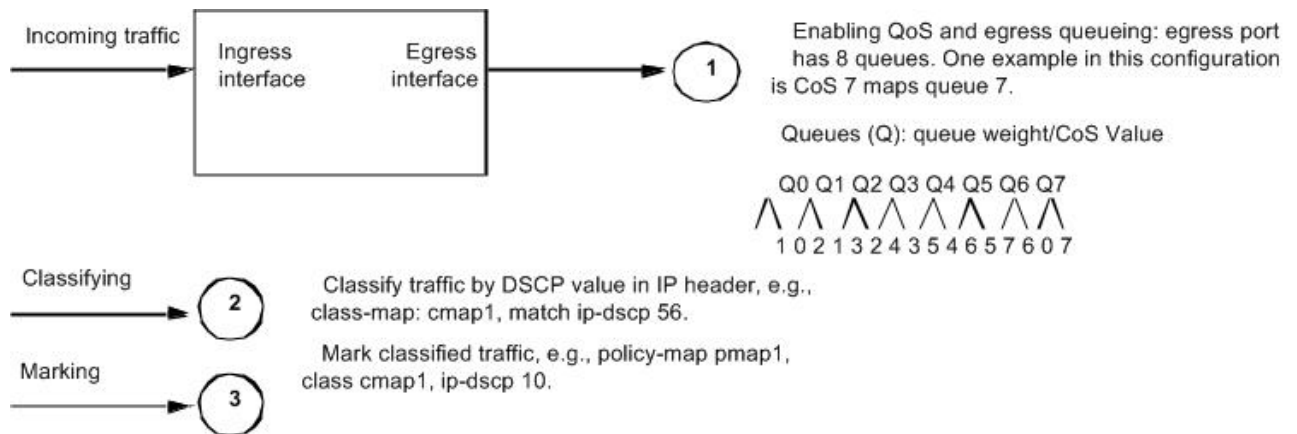 Incoming traffic
Ingress
interface
Egress
interface
1
Enabling QoS and egress queueing: egress port
has 8 queues. One example in this configuration
is CoS 7 maps queue 7.
Queues (Q): queue weight/CoS Value
Q0 Q1 Q2 Q3 Q4 Q5 Q6 Q7
1 0 2 1 3 2 4 3 5 4 6 5 7 6 0 7
Classifying
2
Classify traffic by DSCP value in IP header, e.g.,
class-map: cmap1, match ip-dscp 56.
Marking
3
Mark classified traffic, e.g., policy-map pmap1,
class cmap1, ip-dscp 10.